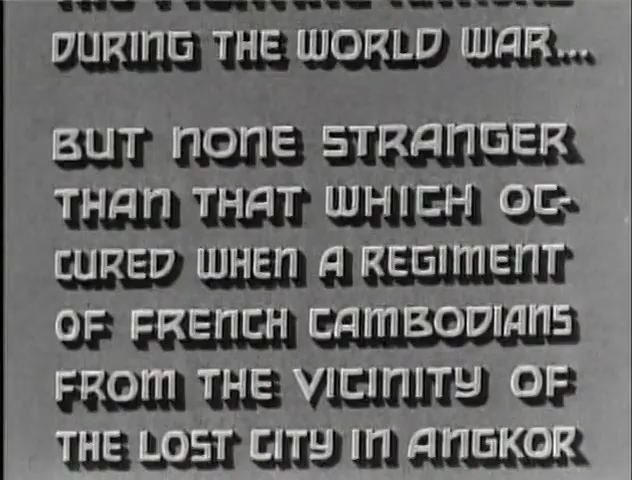 DURING THE WORLD WAR...
BUT NONE STRANGER
THAN THAT WHICH OC-
CURED WHEN A REGIMENT
OF FRENCH CAMBODIANS
FROM THE VICINITY OF
THE LOST CITY IN ANGKOR